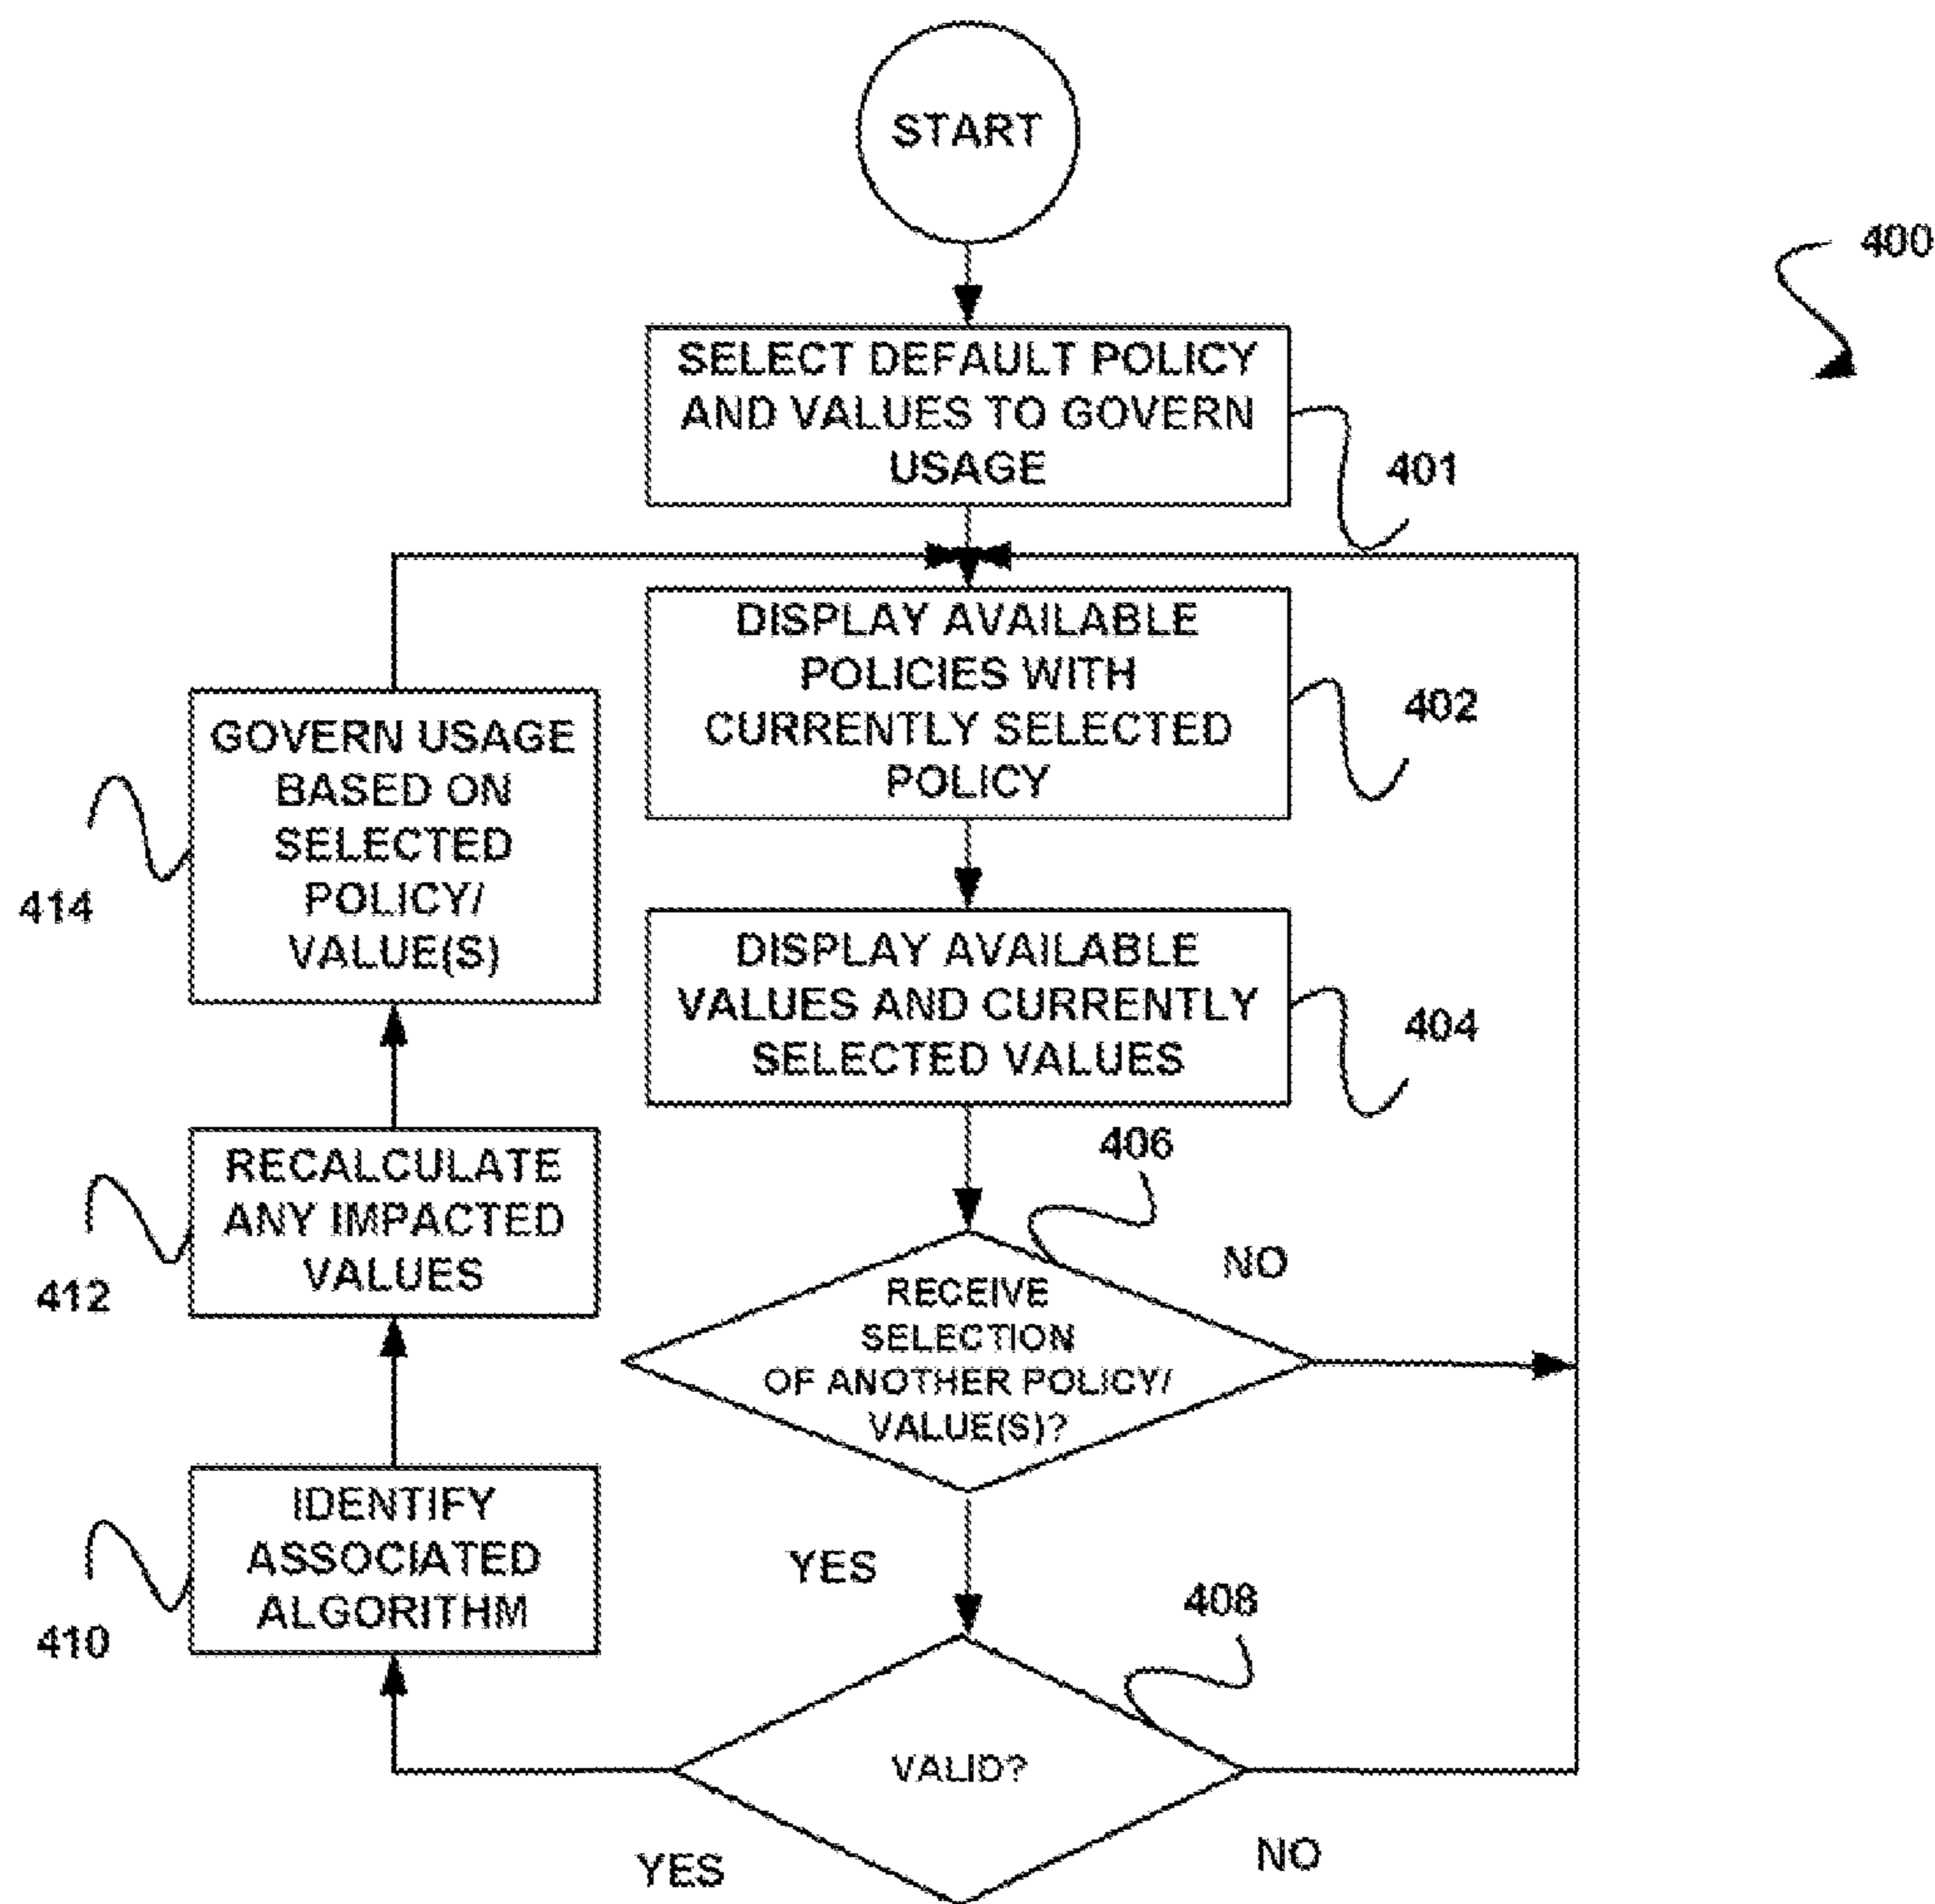 START
400
SELECT DEFAULT POLICY
AND VALUES TO GOVERN
USAGE
401
DISPLAY AVAILABLE
POLICIES WITH
CURRENTLY SELECTED
POLICY
402
GOVERN USAGE
BASED ON
SELECTED
POLICY/
VALUE(S)
414
DISPLAY AVAILABLE
VALUES AND CURRENTLY
SELECTED VALUES
404
406
RECALCULATE
ANY IMPACTED
VALUES
412
NO
RECEIVE
SELECTION
OF ANOTHER POLICY/
VALUE(S)?
IDENTIFY
ASSOCIATED
ALGORITHM
410
YES
408
VALID?
YES
NO